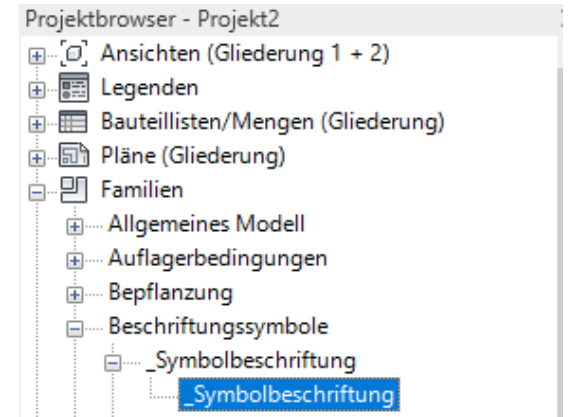 Projektbrowser - Projekt2
Ansichten (Gliederung 1 + 2)
Legenden
Bauteillisten/Mengen (Gliederung)
Pläne (Gliederung)
Familien
Allgemeines Modell
Auflagerbedingungen
Bepflanzung
Beschriftungssymbole
_Symbolbeschriftung
_Symbolbeschriftung